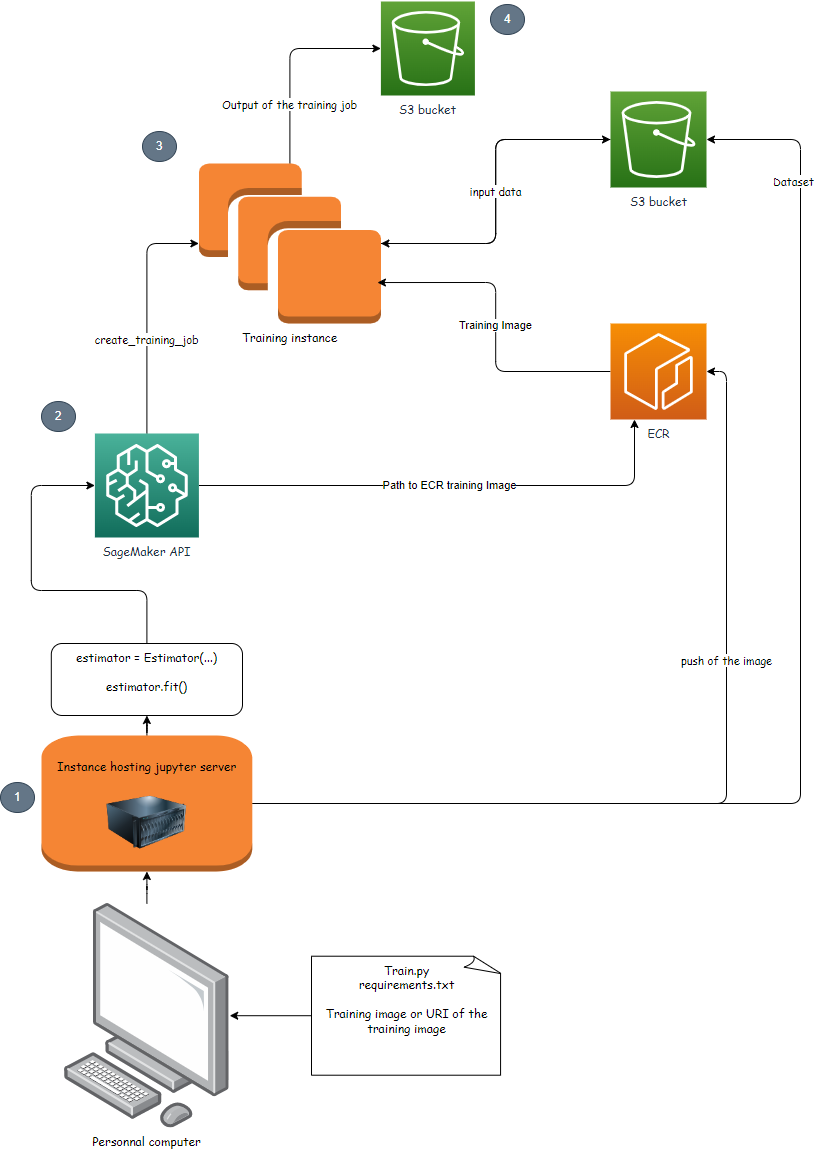 4
S3 bucket
Output of the training job
3
S3 bucket
Dataset
input data
Training Image
create_training_job
Training instance
2
ECR
Path to ECR training Image
SageMaker API
estimator = Estimator(...)
estimator.fit()
push of the image
Instance hosting jupyter server
1
Train.py
requirements.txt
Training image or URI of the
training image
Personnal computer